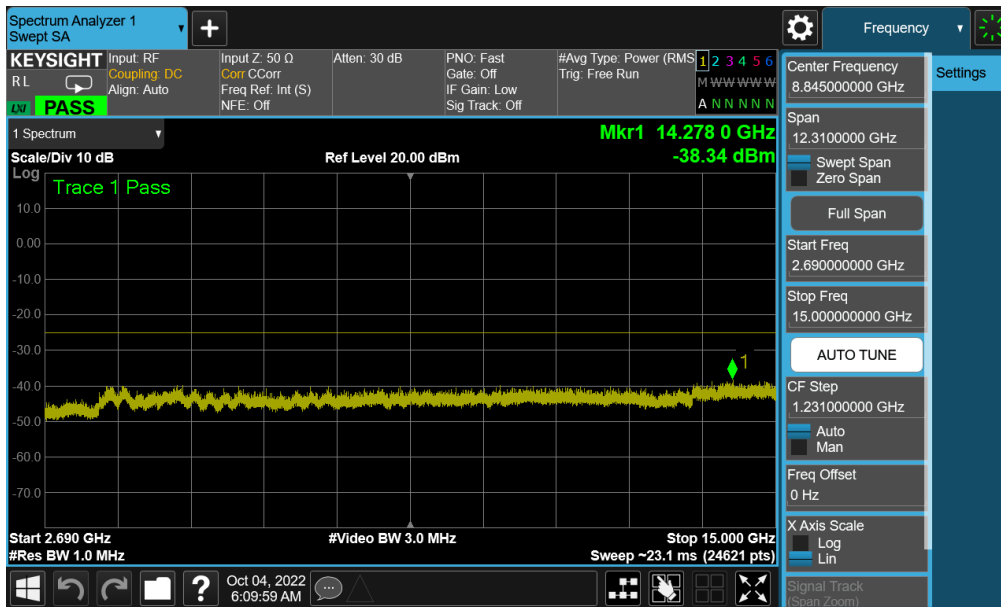 Spectrum Analyzer 1
Swept SA
+
Frequency
KEYSIGHT
R L
LXI
PASS
Input: RF
Coupling: DC
Align: Auto
Input Z: 50 Ω
Corr CCorr
Freq Ref: Int (S)
NFE: Off
Atten: 30 dB
PNO: Fast
Gate: Off
IF Gain: Low
Sig Track: Off
#Avg Type: Power (RMS
Trig: Free Run
1 2 3 4 5 6
M W W W W W
A N N N N N
1 Spectrum
Mkr1 14.278 0 GHz
Scale/Div 10 dB
Ref Level 20.00 dBm
-38.34 dBm
Log
Trace 1 Pass
10.0
0.00
-10.0
-20.0
-30.0
1
-40.0
-50.0
-60.0
-70.0
Start 2.690 GHz
#Video BW 3.0 MHz
Stop 15.000 GHz
#Res BW 1.0 MHz
Sweep ~23.1 ms (24621 pts)
Center Frequency
8.845000000 GHz
Settings
Span
12.3100000 GHz
Swept Span
Zero Span
Full Span
Start Freq
2.690000000 GHz
Stop Freq
15.000000000 GHz
AUTO TUNE
CF Step
1.231000000 GHz
Auto
Man
Freq Offset
0 Hz
X Axis Scale
Log
Lin
Signal Track
(Span Zoom)
?
Oct 04, 2022
6:09:59 AM